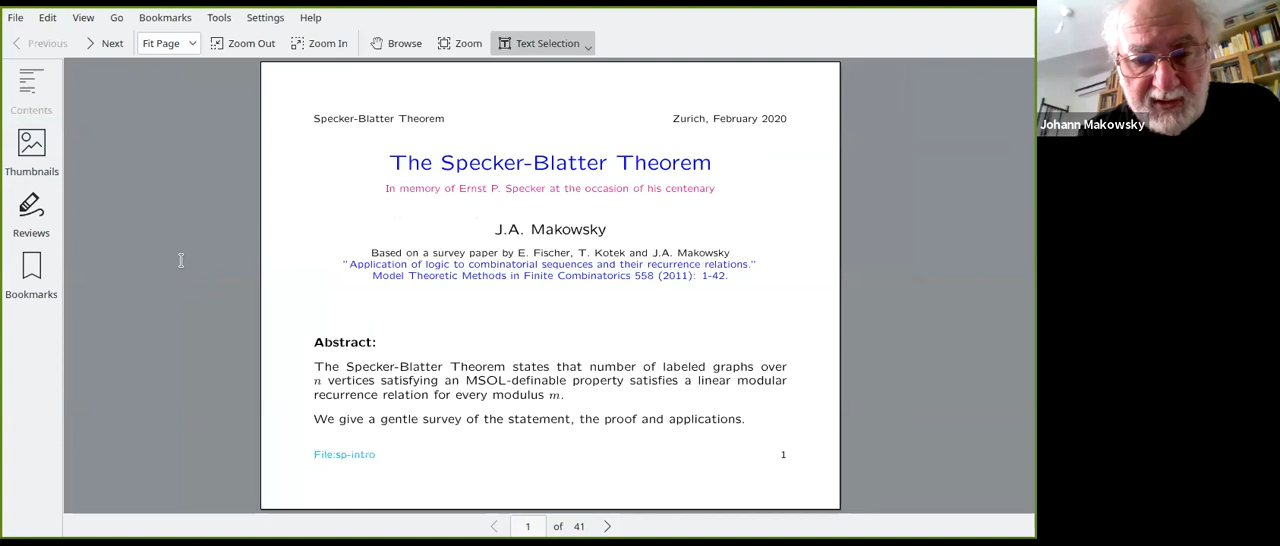 File Edit View Go Bookmarks Tools Settings Help
Previous Next Fit Page Zoom Out Zoom In Browse Zoom Text Selection
Contents
Thumbnails
Reviews
Bookmarks
Specker-Blatter Theorem Zurich, February 2020
The Specker-Blatter Theorem
In memory of Ernst P. Specker at the occasion of his centenary
J.A. Makowsky
Based on a survey paper by E. Fischer, T. Kotek and J.A. Makowsky
"Application of logic to combinatorial sequences and their recurrence relations."
Model Theoretic Methods in Finite Combinatorics 558 (2011): 1-42.
Abstract:
The Specker-Blatter Theorem states that number of labeled graphs over
n vertices satisfying an MSOL-definable property satisfies a linear modular
recurrence relation for every modulus m.
We give a gentle survey of the statement, the proof and applications.
File:sp-intro 1
1 of 41
Johann Makowsky